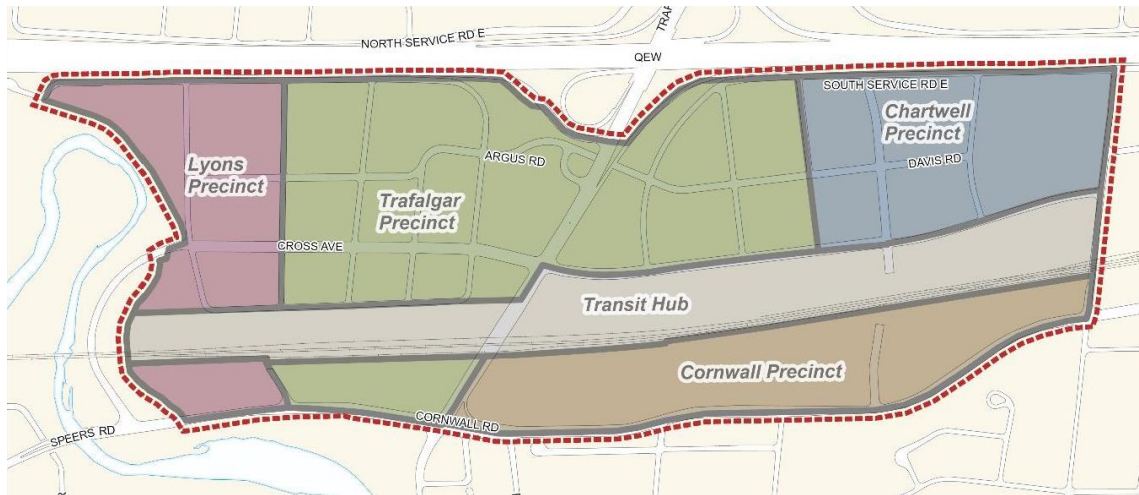 NORTH SERVICE RD E
QEW
SOUTH SERVICE RD E
Chartwell
Precinct
Lyons
Precinct
ARGUS RD
DAVIS RD
Trafalgar
Precinct
CROSS AVE
Transit Hub
Cornwall Precinct
CORNWALL RD
SPEERS RD